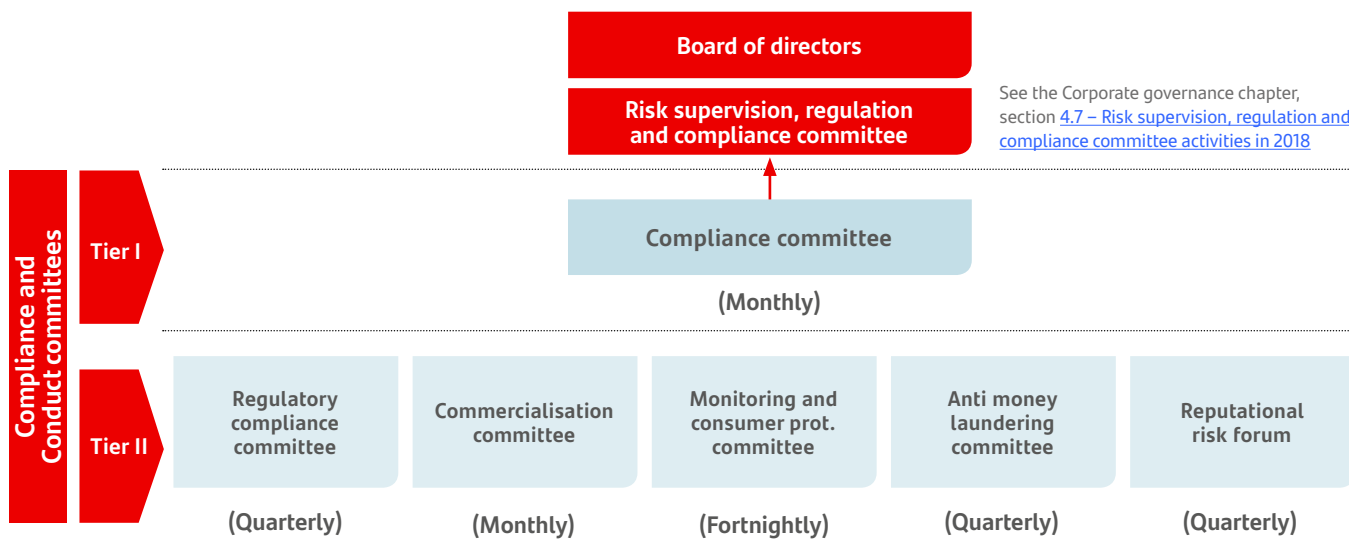 Board of directors
Risk supervision, regulation
and compliance committee
See the Corporate governance chapter,
section 4.7 – Risk supervision, regulation and
compliance committee activities in 2018
Compliance and
Conduct committees
Tier I
Compliance committee
(Monthly)
Tier II
Regulatory
compliance
committee
(Quarterly)
Commercialisation
committee
(Monthly)
Monitoring and
consumer prot.
committee
(Fortnightly)
Anti money
laundering
committee
(Quarterly)
Reputational
risk forum
(Quarterly)